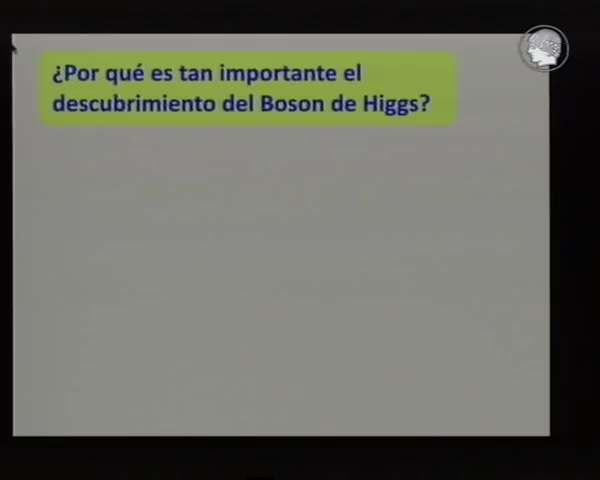 ¿Por qué es tan importante el
descubrimiento del Boson de Higgs?